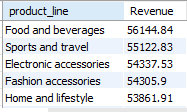 product_line Revenue
Food and beverages 56144.84
Sports and travel 55122.83
Electronic accessories 54337.53
Fashion accessories 54305.9
Home and lifestyle 53861.91